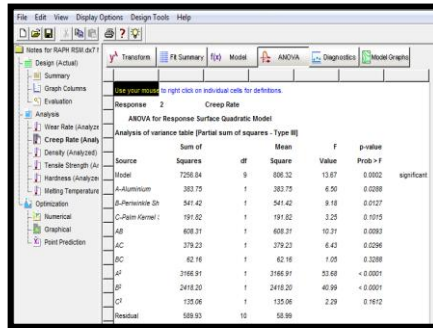 File Edit View Display Options Design Tools Help
Notes for RAPH RSM.dx7 f
Design (Actual)
Summary
Graph Columns
Evaluation
Analysis
Wear Rate (Analyze
Creep Rate (Analy
Density (Analyzed)
Tensile Strength (Ar
Hardness (Analyzec
Melting Temperature
Optimization
Numerical
Graphical
Point Prediction
yλ Transform Fit Summary f(x) Model ANOVA Diagnostics Model Graphs
Use your mouse to right click on individual cells for definitions.
Response 2 Creep Rate
ANOVA for Response Surface Quadratic Model
Analysis of variance table [Partial sum of squares - Type III]
Sum of Mean F p-value
Source Squares df Square Value Prob > F
Model 7256.84 9 806.32 13.67 0.0002 significant
A-Aluminium 383.75 1 383.75 6.50 0.0288
B-Periwinkle Sh 541.42 1 541.42 9.18 0.0127
C-Palm Kernel S 191.82 1 191.82 3.25 0.1015
AB 608.31 1 608.31 10.31 0.0093
AC 379.23 1 379.23 6.43 0.0296
BC 62.16 1 62.16 1.05 0.3288
A² 3166.91 1 3166.91 53.68 < 0.0001
B² 2418.20 1 2418.20 40.99 < 0.0001
C² 135.06 1 135.06 2.29 0.1612
Residual 589.93 10 58.99